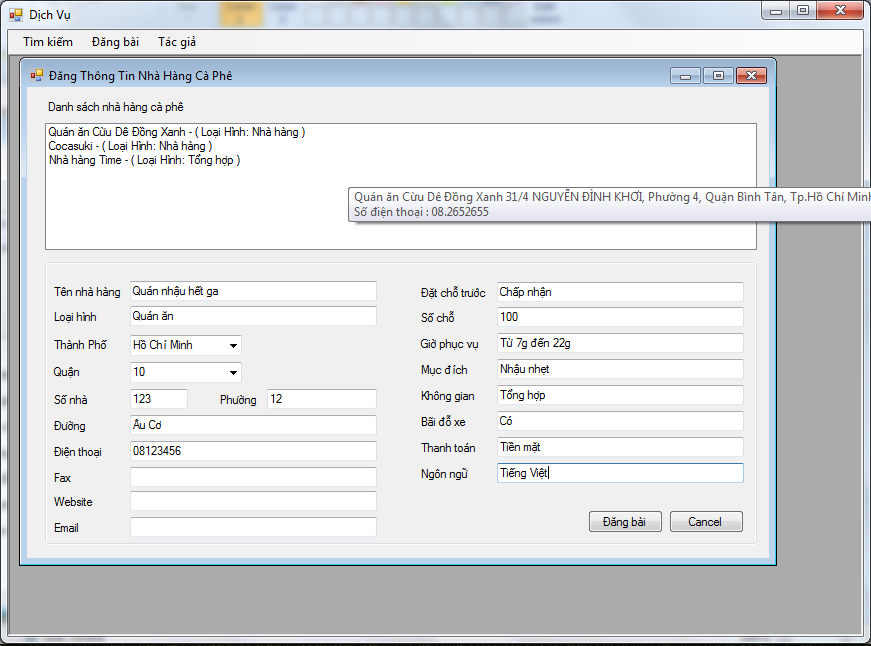 Dịch Vụ
Tìm kiếm Đăng bài Tác giả
Đăng Thông Tin Nhà Hàng Cà Phê
Danh sách nhà hàng cà phê
Quán ăn Cừu Dê Đồng Xanh - ( Loại Hình: Nhà hàng )
Cocasuki - ( Loại Hình: Nhà hàng )
Nhà hàng Time - ( Loại Hình: Tổng hợp )
Quán ăn Cừu Dê Đồng Xanh 31/4 NGUYỄN ĐÌNH KHƠI, Phường 4, Quận Bình Tân, Tp.Hồ Chí Minh
Số điện thoại : 08.2652655
Tên nhà hàng Quán nhậu hết ga
Loại hình Quán ăn
Thành Phố Hồ Chí Minh
Quận 10
Số nhà 123 Phường 12
Đường Âu Cơ
Điện thoại 08123456
Fax
Website
Email
Đặt chỗ trước Chấp nhận
Số chỗ 100
Giờ phục vụ Từ 7g đến 22g
Mục đích Nhậu nhẹt
Không gian Tổng hợp
Bãi đỗ xe Có
Thanh toán Tiền mặt
Ngôn ngữ Tiếng Việt
Đăng bài Cancel